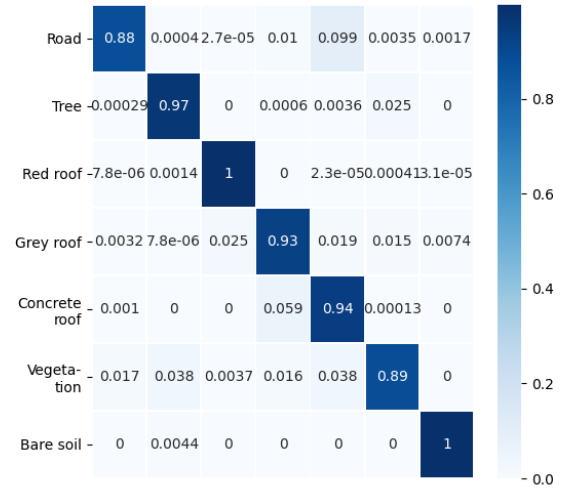 Road 0.88 0.0004 2.7e-05 0.01 0.099 0.0035 0.0017
0.8
Tree 0.00029 0.97 0 0.0006 0.0036 0.025 0
Red roof 7.8e-06 0.0014 1 0 2.3e-05 0.00041 3.1e-05
0.6
Grey roof 0.0032 7.8e-06 0.025 0.93 0.019 0.015 0.0074
0.4
Concrete
roof 0.001 0 0 0.059 0.94 0.00013 0
Vegeta-
tion 0.017 0.038 0.0037 0.016 0.038 0.89 0
0.2
Bare soil 0 0.0044 0 0 0 0 1
0.0